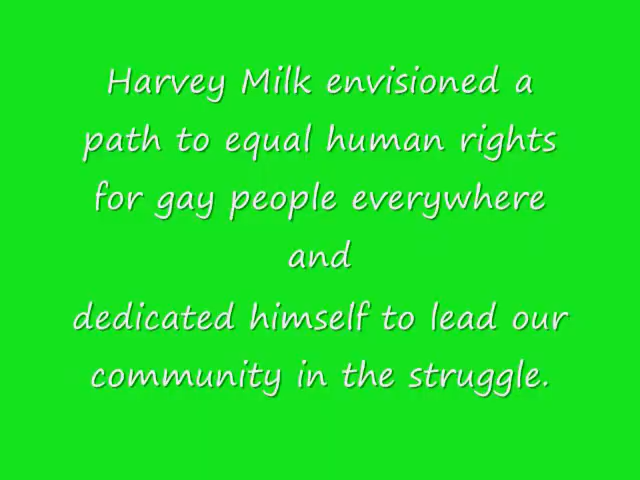 Harvey Milk envisioned a
path to equal human rights
for gay people everywhere
and
dedicated himself to lead our
community in the struggle.